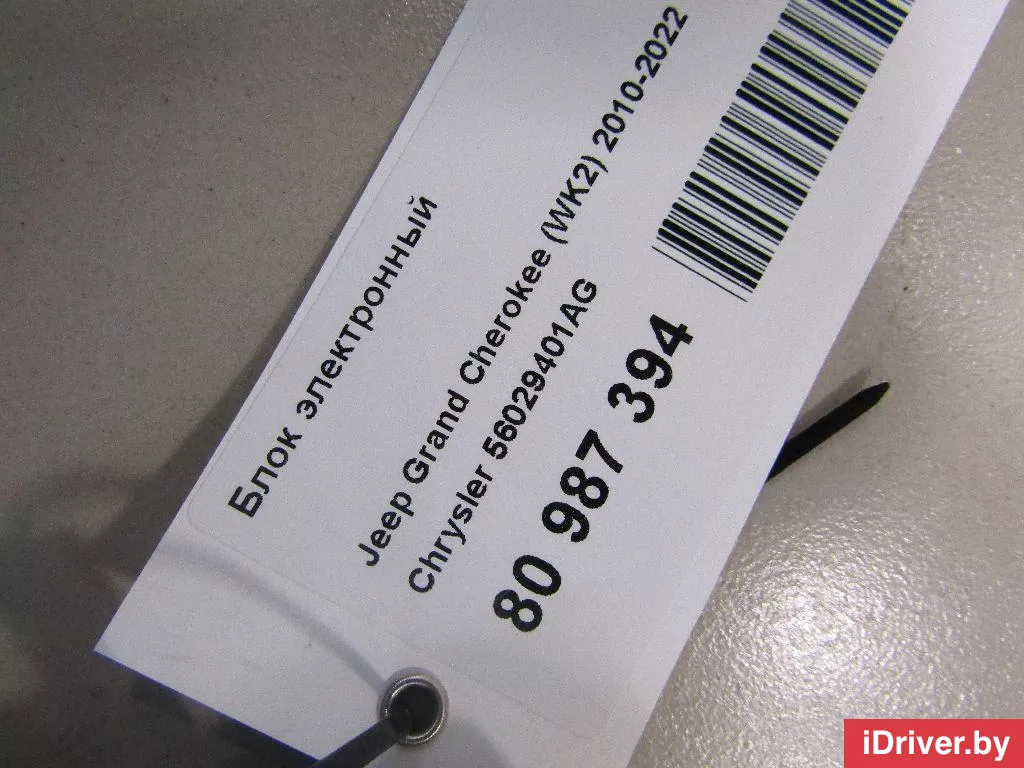 Блок электронный
Jeep Grand Cherokee (WK2) 2010-2022
Chrysler 56029401AG
80 987 394
iDriver.by